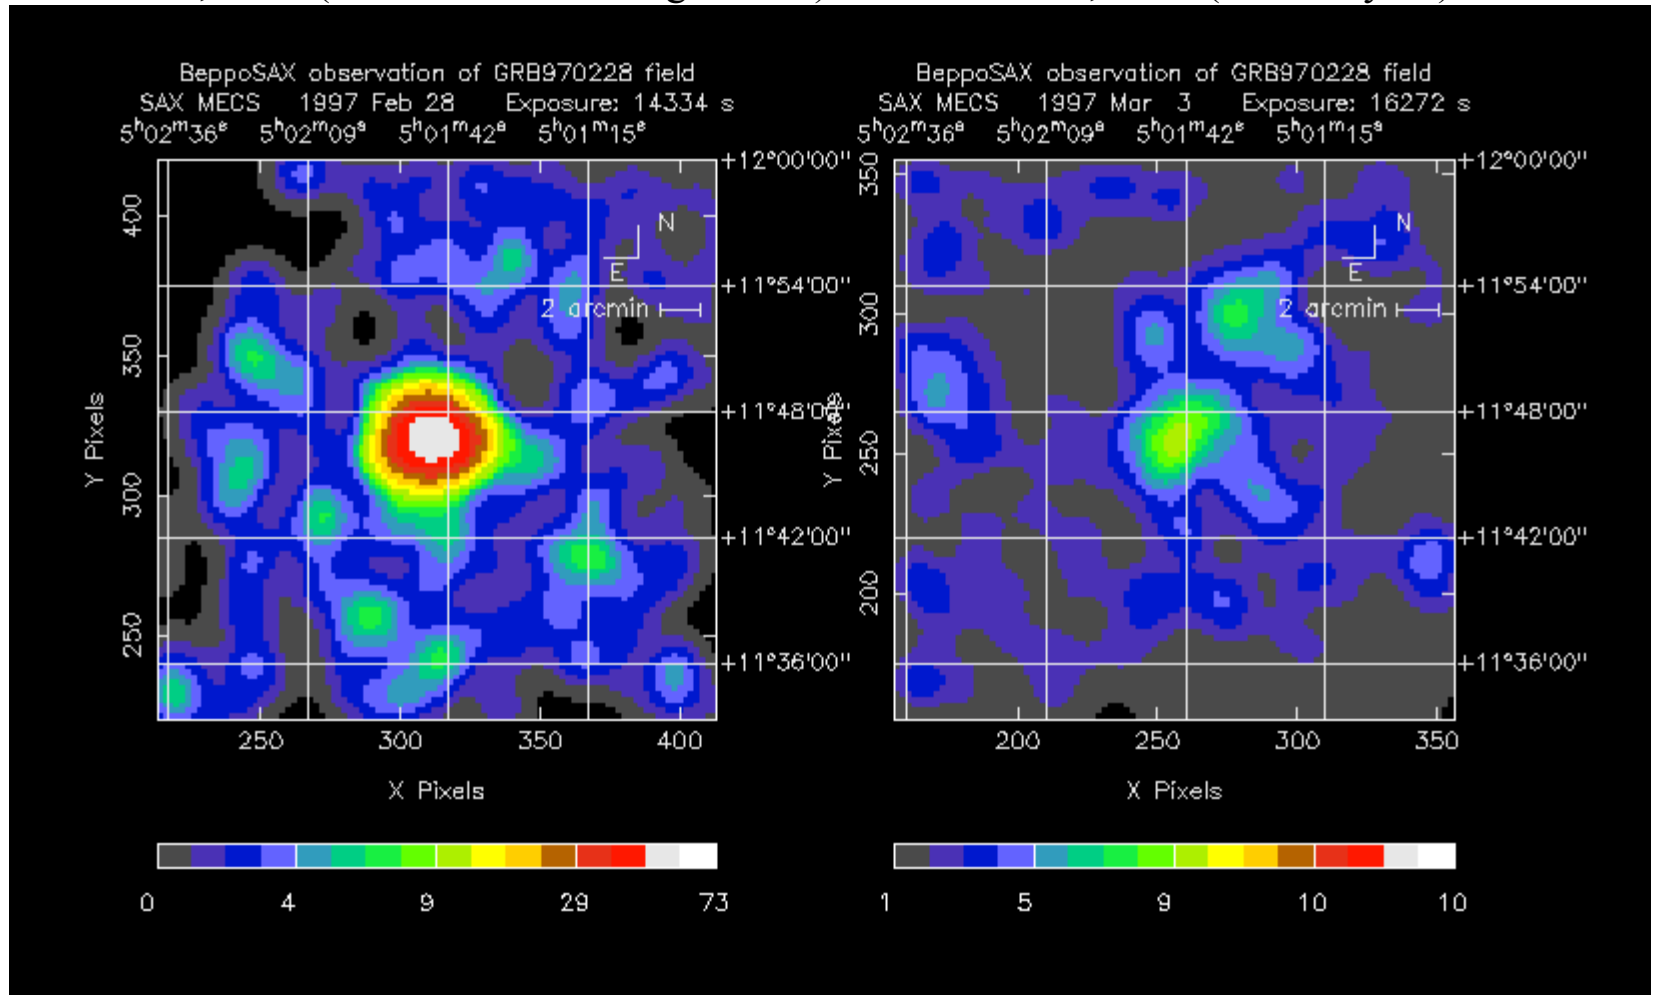 BeppoSAX observation of GRB970228 field
SAX MECS 1997 Feb 28 Exposure: 14334 s
5h02m36s 5h02m09s 5h01m42s 5h01m15s
+12°00'00"
+11°54'00"
+11°48'00"
+11°42'00"
+11°36'00"
N
E
2 arcmin
400
350
300
250
Y Pixels
250 300 350 400
X Pixels
0 4 9 29 73
BeppoSAX observation of GRB970228 field
SAX MECS 1997 Mar 3 Exposure: 16272 s
5h02m36s 5h02m09s 5h01m42s 5h01m15s
+12°00'00"
+11°54'00"
+11°48'00"
+11°42'00"
+11°36'00"
N
E
2 arcmin
350
300
250
200
Y Pixels
200 250 300 350
X Pixels
1 5 9 10 10